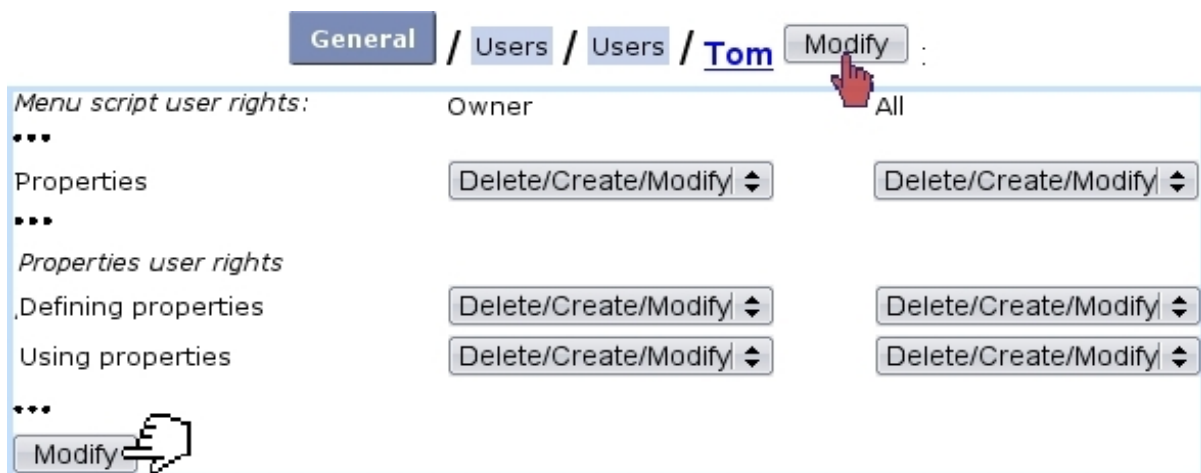 General / Users / Users / Tom Modify :
Menu script user rights: Owner All
•••
Properties Delete/Create/Modify Delete/Create/Modify
•••
Properties user rights
Defining properties Delete/Create/Modify Delete/Create/Modify
Using properties Delete/Create/Modify Delete/Create/Modify
•••
Modify